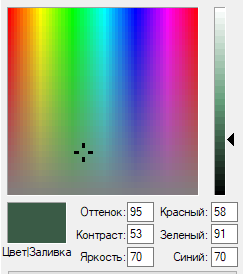 Оттенок: 95 Красный: 58
Контраст: 53 Зеленый: 91
Цвет|Заливка Яркость: 70 Синий: 70